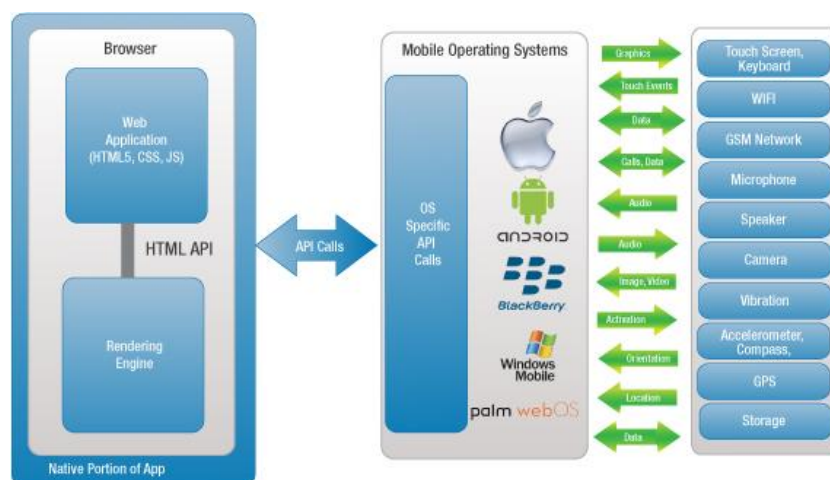 Browser
Web
Application
(HTML5, CSS, JS)
HTML API
Rendering
Engine
Native Portion of App
API Calls
Mobile Operating Systems
OS
Specific
API
Calls
ANDROID
BlackBerry
Windows
Mobile
palm webOS
Graphics
Touch Events
Data
Calls, Data
Audio
Audio
Image, Video
Activation
Orientation
Location
Data
Touch Screen,
Keyboard
WIFI
GSM Network
Microphone
Speaker
Camera
Vibration
Accelerometer,
Compass,
GPS
Storage